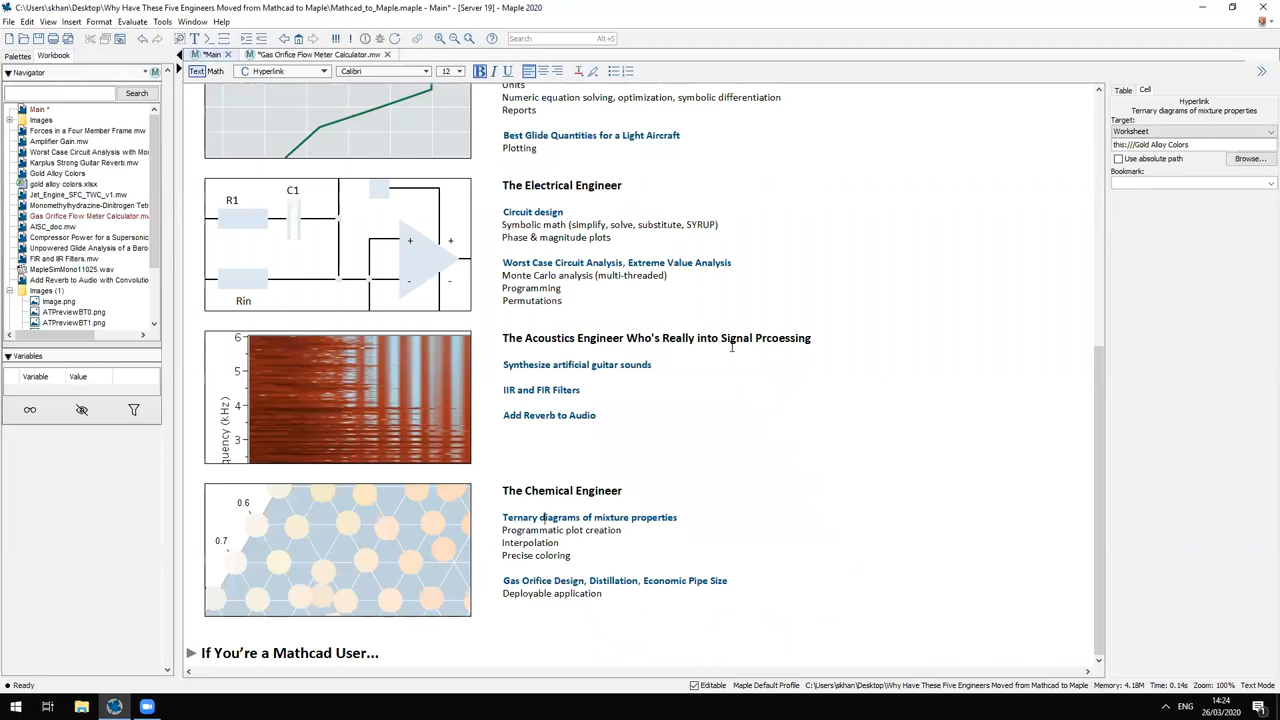 C:\Users\skhan\Desktop\Why Have These Five Engineers Moved from Mathcad to Maple\Mathcad_to_Maple.maple - Main* - [Server 19] - Maple 2020
File Edit View Insert Format Evaluate Tools Window Help
Search Alt+S
Palettes Workbook
*Main
*Gas Orifice Flow Meter Calculator.mw
Navigator
Text Math
C Hyperlink
Calibri
12
B I U
Table Cell
Search
Main *
Images
Forces in a Four Member Frame.mw
Amplifier Gain.mw
Worst Case Circuit Analysis with Mo
Karplus Strong Guitar Reverb.mw
Gold Alloy Colors
gold alloy colors.xlsx
Jet_Engine_SFC_TWC_v1.mw
Monomethylhydrazine-Dinitrogen Tetr
Gas Orifice Flow Meter Calculator.mw
AISC_doc.mw
Compressor Power for a Supersonic
Unpowered Glide Analysis of a Baro
FIR and IIR Filters.mw
MapleSimMono11025.wav
Add Reverb to Audio with Convolutio
Images (1)
Image.png
ATPreviewBT0.png
ATPreviewBT1.png
Variables
Variable Value
Units
Numeric equation solving, optimization, symbolic differentiation
Reports
Best Glide Quantities for a Light Aircraft
Plotting
R1
C1
+ +
- -
Rin
The Electrical Engineer
Circuit design
Symbolic math (simplify, solve, substitute, SYRUP)
Phase & magnitude plots
Worst Case Circuit Analysis, Extreme Value Analysis
Monte Carlo analysis (multi-threaded)
Programming
Permutations
6
5
4
3
quency (kHz)
The Acoustics Engineer Who's Really into Signal Prcoessing
Synthesize artificial guitar sounds
IIR and FIR Filters
Add Reverb to Audio
0.6
0.7
The Chemical Engineer
Ternary diagrams of mixture properties
Programmatic plot creation
Interpolation
Precise coloring
Gas Orifice Design, Distillation, Economic Pipe Size
Deployable application
If You're a Mathcad User...
Hyperlink
Ternary diagrams of mixture properties
Target:
Worksheet
this:///Gold Alloy Colors
Use absolute path
Browse...
Bookmark:
Ready
Editable
Maple Default Profile
C:\Users\skhan\Desktop\Why Have These Five Engineers Moved from Mathcad to Maple
Memory: 4.18M
Time: 0.14s
Zoom: 100%
Text Mode
ENG
14:24
26/03/2020